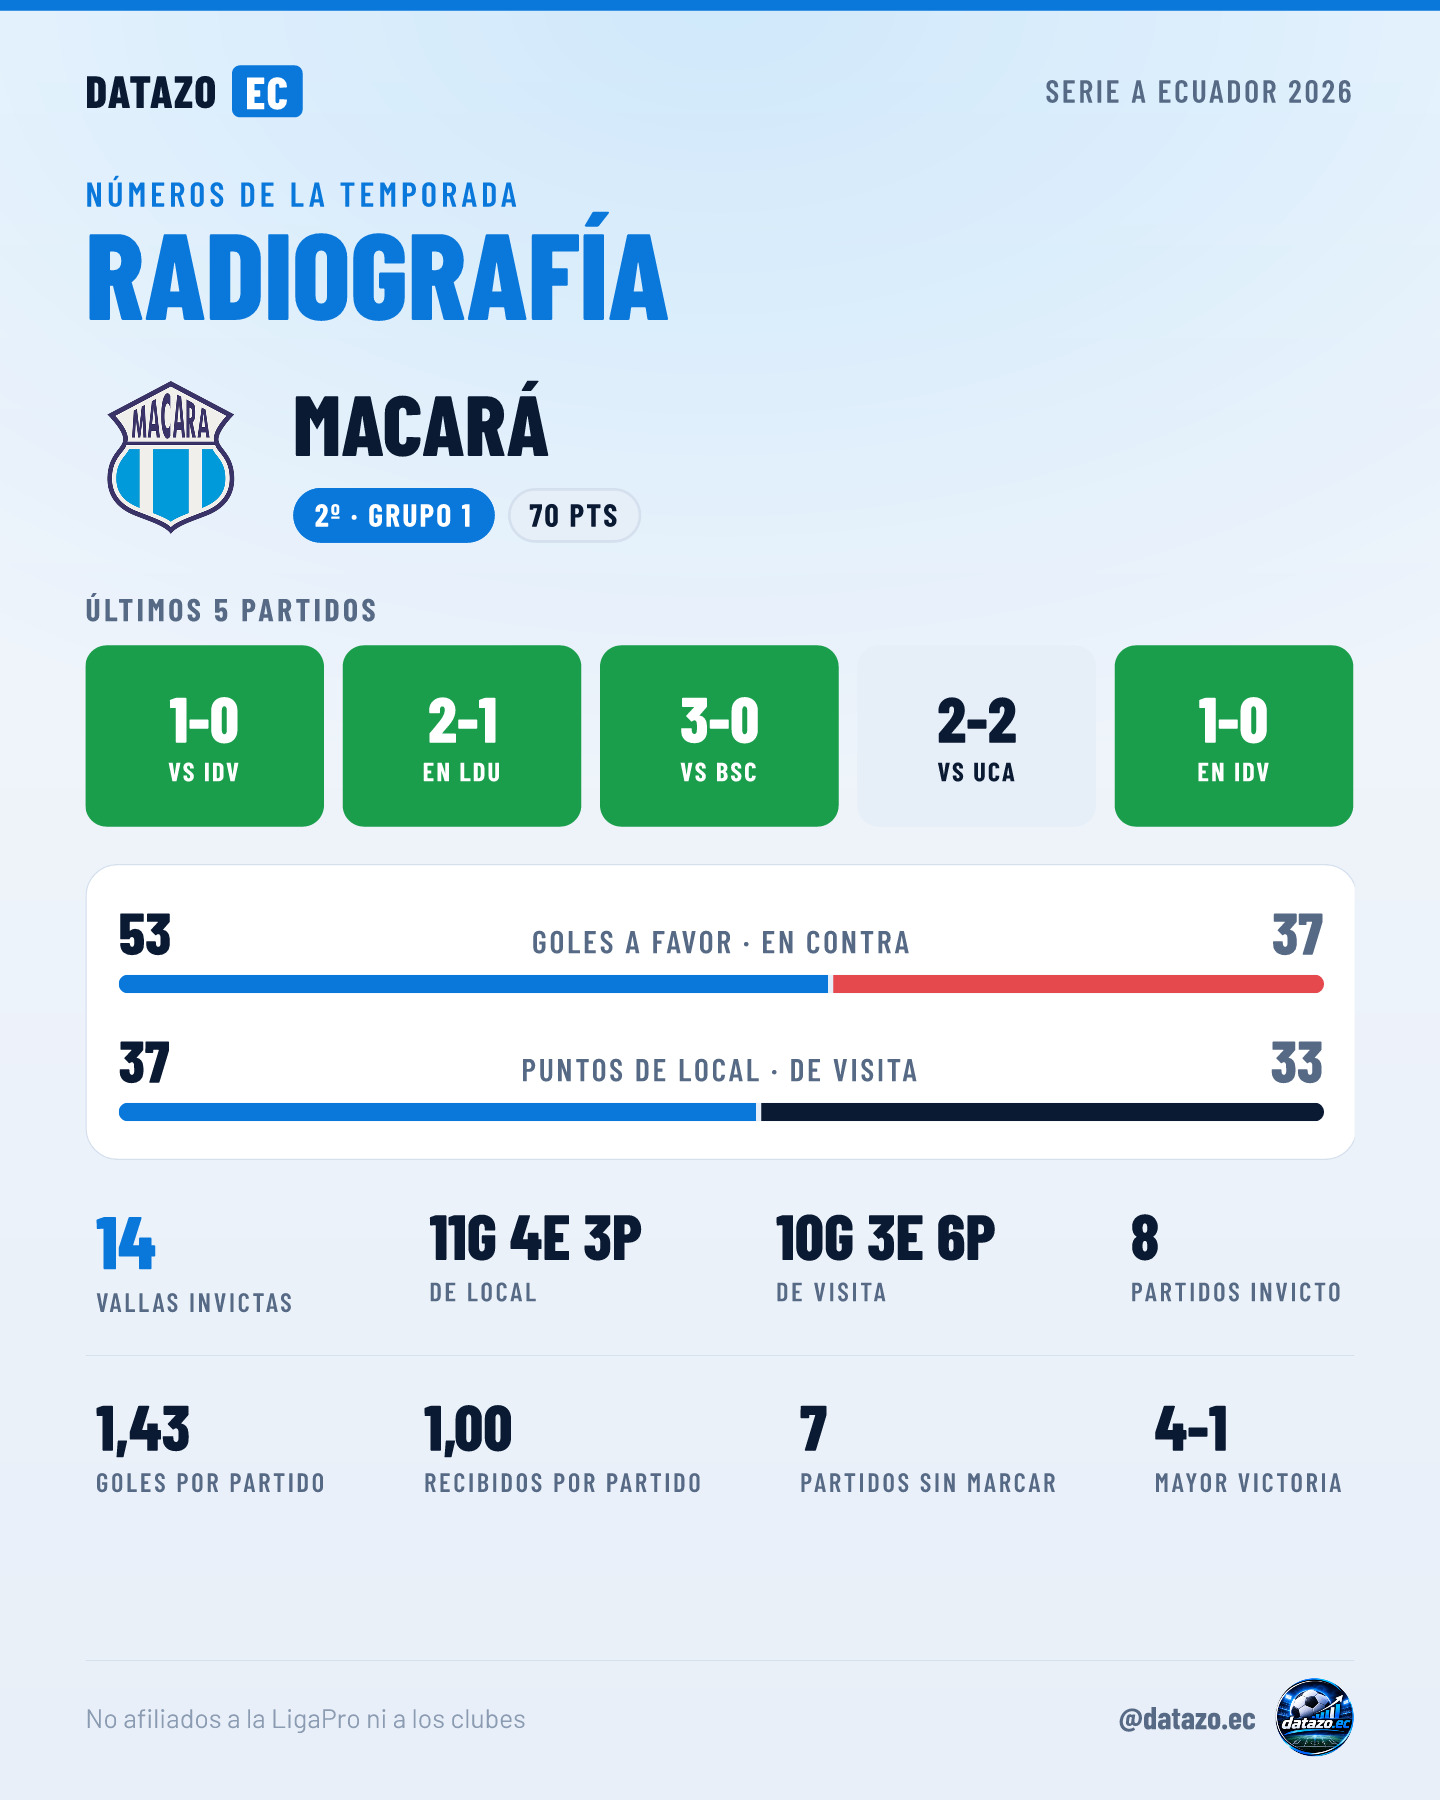 DATAZO EC
SERIE A ECUADOR 2026
NÚMEROS DE LA TEMPORADA
RADIOGRAFÍA
MACARA
MACARÁ
2º · GRUPO 1
70 PTS
ÚLTIMOS 5 PARTIDOS
1-0
VS IDV
2-1
EN LDU
3-0
VS BSC
2-2
VS UCA
1-0
EN IDV
53
GOLES A FAVOR · EN CONTRA
37
37
PUNTOS DE LOCAL · DE VISITA
33
14
VALLAS INVICTAS
11G 4E 3P
DE LOCAL
10G 3E 6P
DE VISITA
8
PARTIDOS INVICTO
1,43
GOLES POR PARTIDO
1,00
RECIBIDOS POR PARTIDO
7
PARTIDOS SIN MARCAR
4-1
MAYOR VICTORIA
No afiliados a la LigaPro ni a los clubes
@datazo.ec
datazo.ec